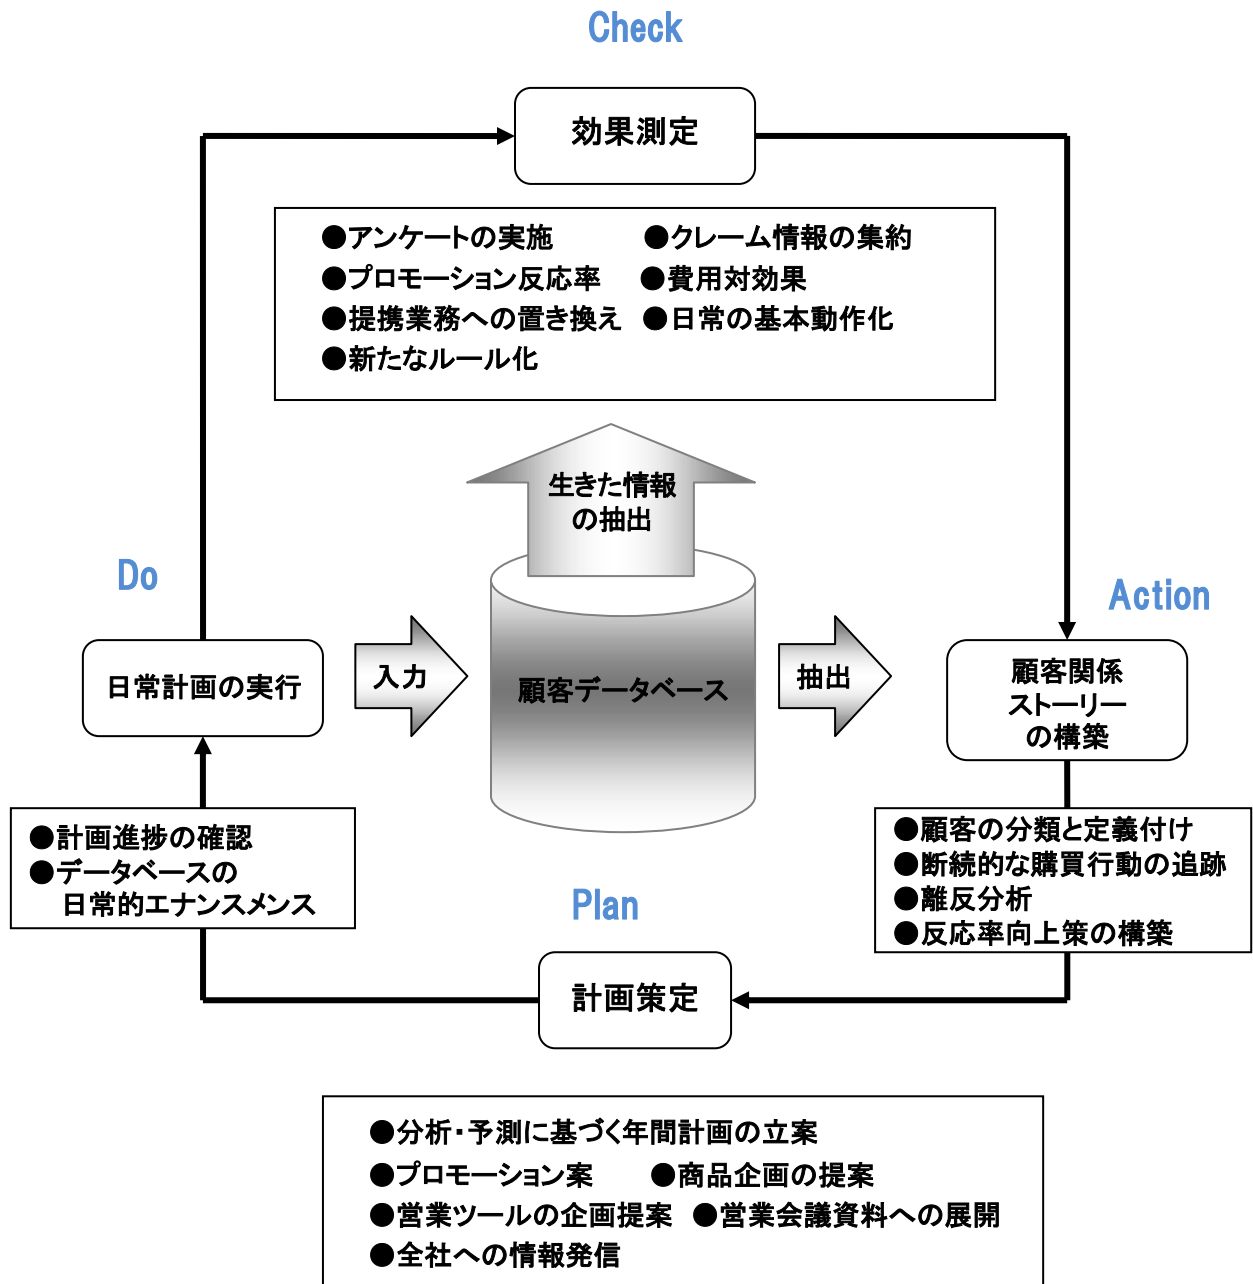 Check
効果測定
●アンケートの実施 ●クレーム情報の集約
●プロモーション反応率 ●費用対効果
●提携業務への置き換え ●日常の基本動作化
●新たなルール化
生きた情報
の抽出
Do
Action
日常計画の実行
入力
顧客データベース
抽出
顧客関係
ストーリー
の構築
●計画進捗の確認
●データベースの
日常的エナンスメンス
●顧客の分類と定義付け
●断続的な購買行動の追跡
●離反分析
●反応率向上策の構築
Plan
計画策定
●分析・予測に基づく年間計画の立案
●プロモーション案 ●商品企画の提案
●営業ツールの企画提案 ●営業会議資料への展開
●全社への情報発信